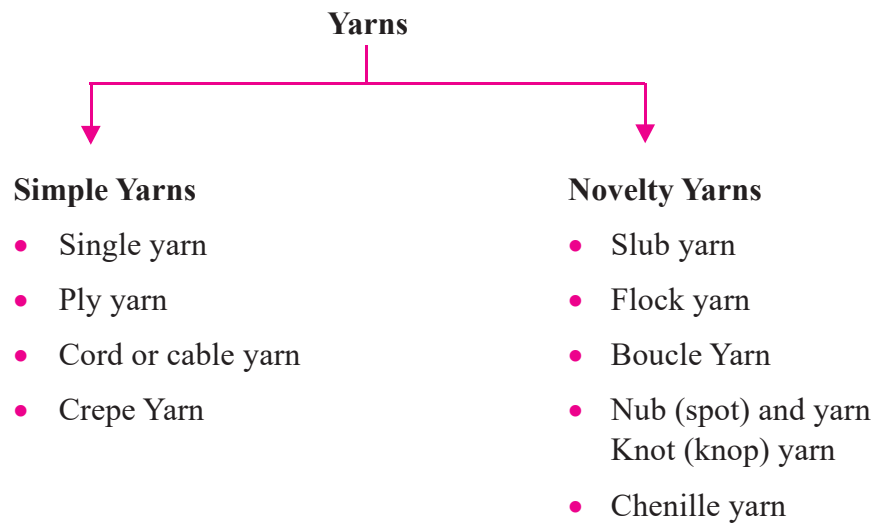 Yarns
Simple Yarns
• Single yarn
• Ply yarn
• Cord or cable yarn
• Crepe Yarn
Novelty Yarns
• Slub yarn
• Flock yarn
• Boucle Yarn
• Nub (spot) and yarn
Knot (knop) yarn
• Chenille yarn